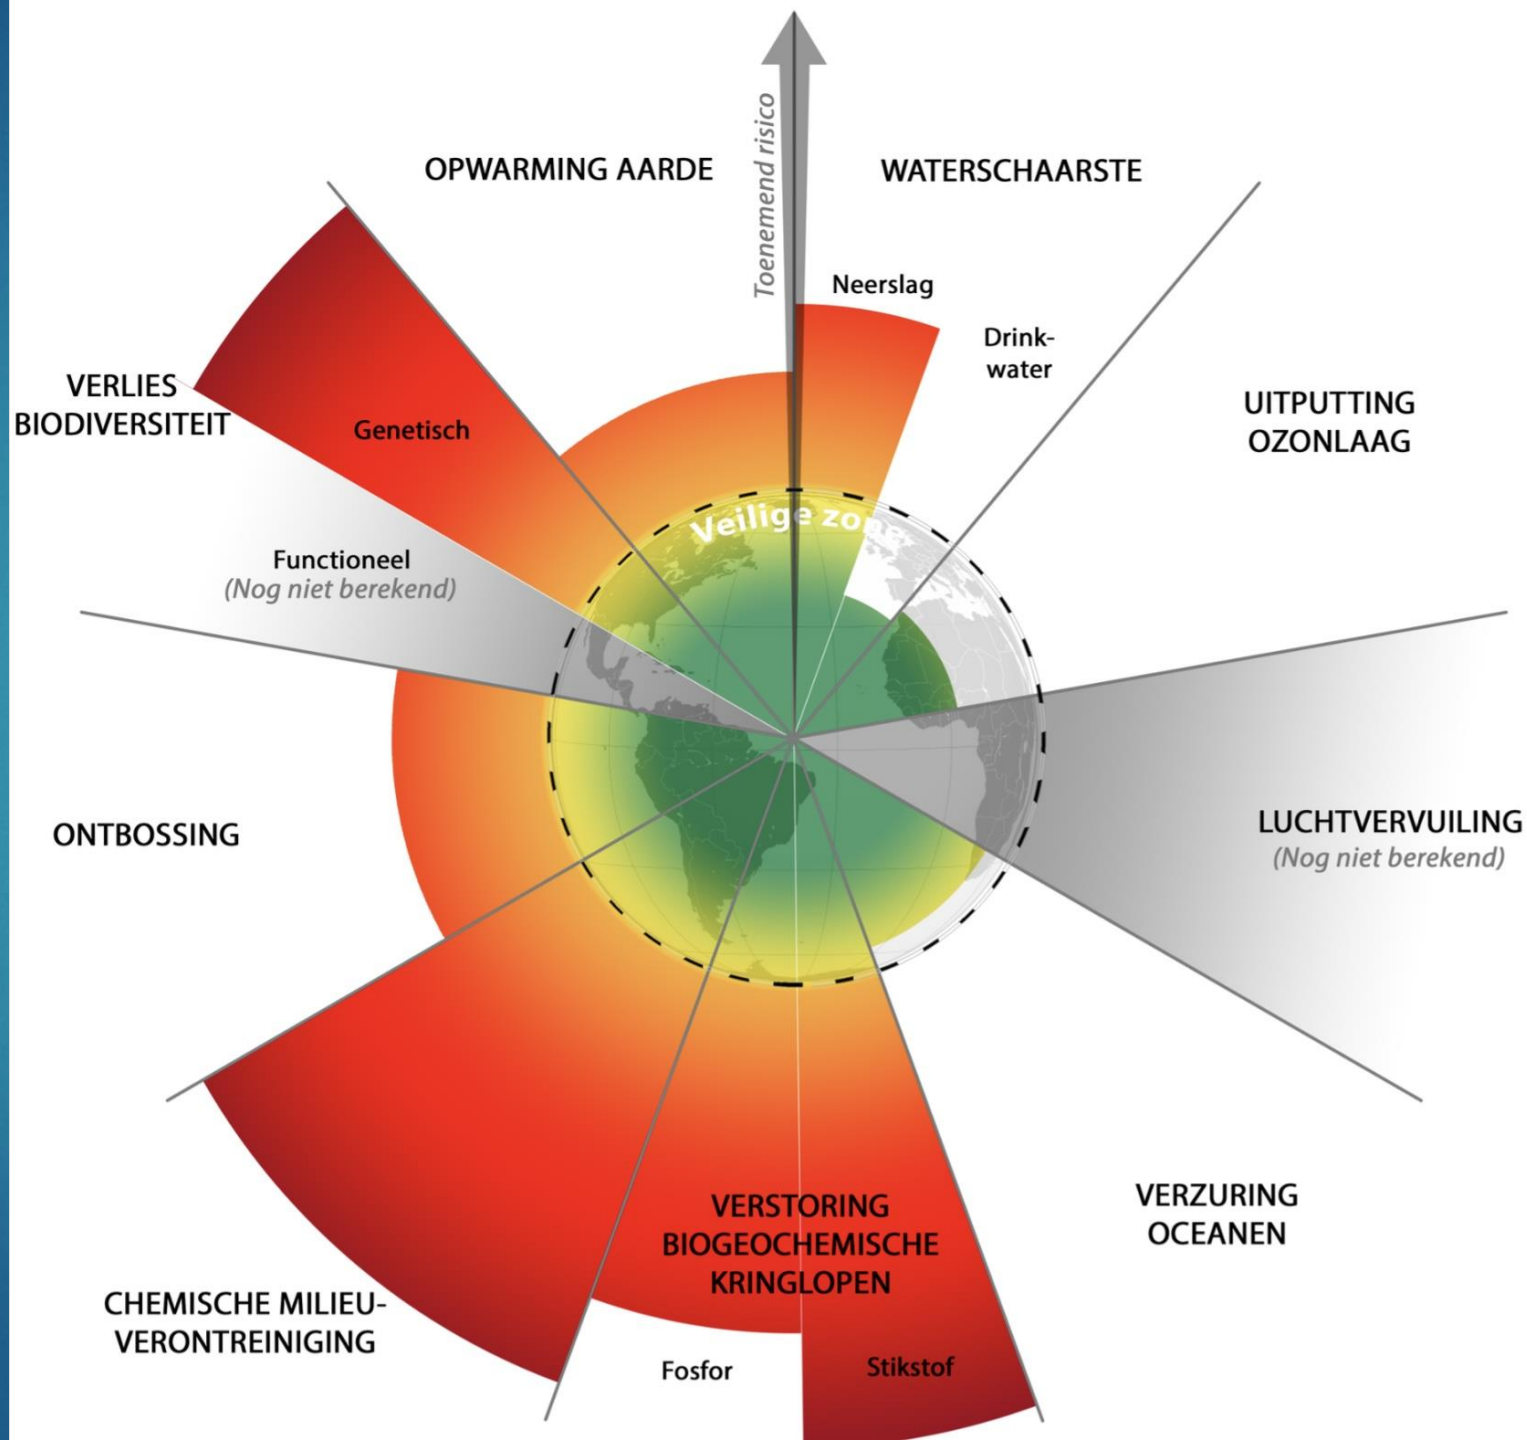 Toenemend risico
OPWARMING AARDE
WATERSCHAARSTE
Neerslag
Drink-
water
UITPUTTING
OZONLAAG
VERLIES
BIODIVERSITEIT
Genetisch
Veilige zone
Functioneel
(Nog niet berekend)
LUCHTVERVUILING
(Nog niet berekend)
ONTBOSSING
VERZURING
OCEANEN
VERSTORING
BIOGEOCHEMISCHE
KRINGLOPEN
CHEMISCHE MILIEU-
VERONTREINIGING
Fosfor
Stikstof